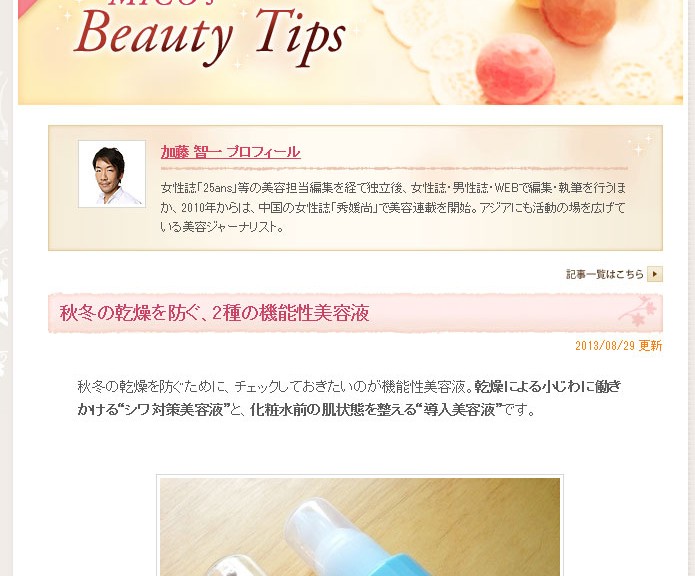 MICO's
Beauty Tips
加藤 智一 プロフィール
女性誌「25ans」等の美容担当編集を経て独立後、女性誌・男性誌・WEBで編集・執筆を行うほ
か、2010年からは、中国の女性誌「秀媄尚」で美容連載を開始。アジアにも活動の場を広げて
いる美容ジャーナリスト。
記事一覧はこちら
秋冬の乾燥を防ぐ、2種の機能性美容液
2013/08/29 更新
秋冬の乾燥を防ぐために、チェックしておきたいのが機能性美容液。乾燥による小じわに働き
かける“シワ対策美容液”と、化粧水前の肌状態を整える“導入美容液”です。